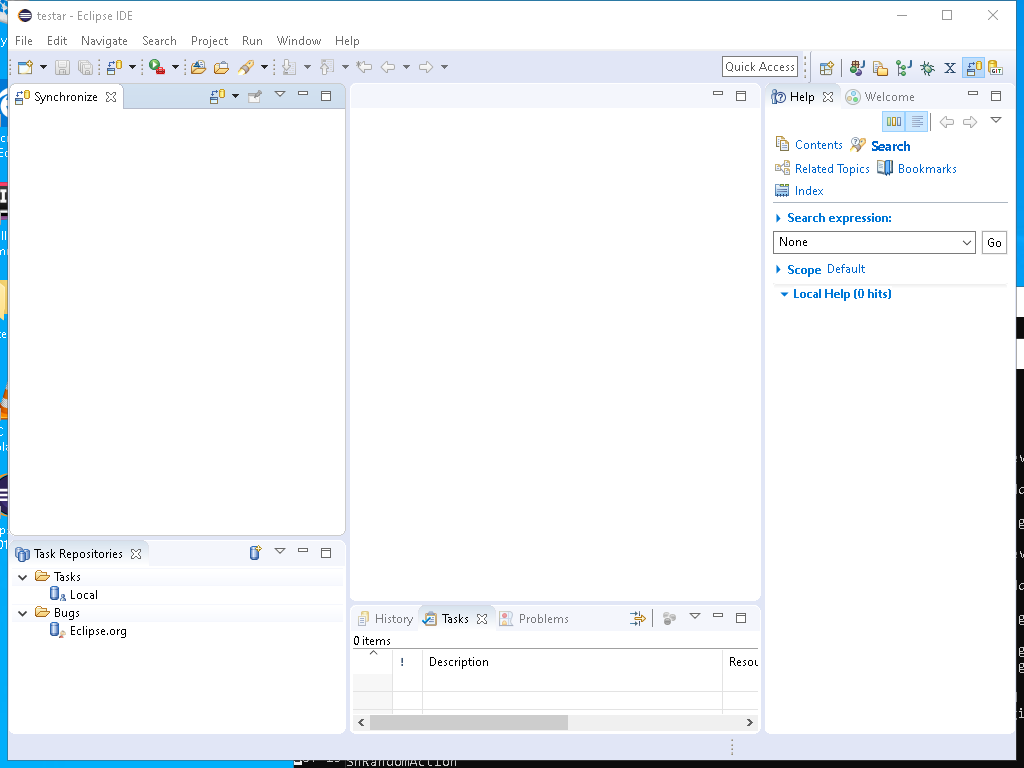 testar - Eclipse IDE
File Edit Navigate Search Project Run Window Help
Quick Access
Synchronize
Help Welcome
Contents Search
Related Topics Bookmarks
Index
Search expression:
None Go
Scope Default
Local Help (0 hits)
Task Repositories
Tasks
Local
Bugs
Eclipse.org
History Tasks Problems
0 items
! Description
ShRandomAction